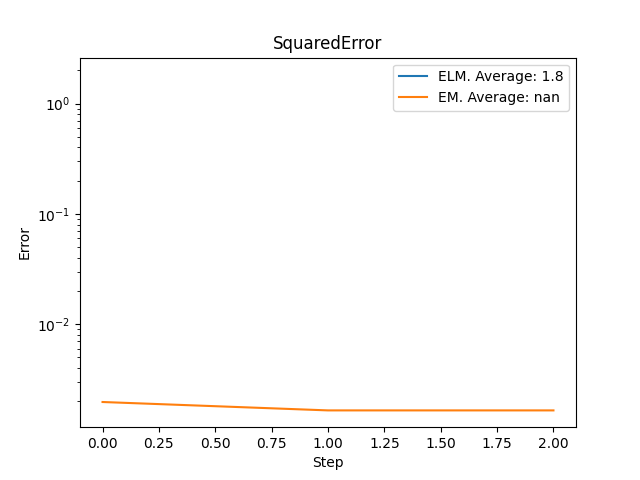 SquaredError
ELM. Average: 1.8
EM. Average: nan
10⁰
10⁻¹
10⁻²
Error
0.00 0.25 0.50 0.75 1.00 1.25 1.50 1.75 2.00
Step